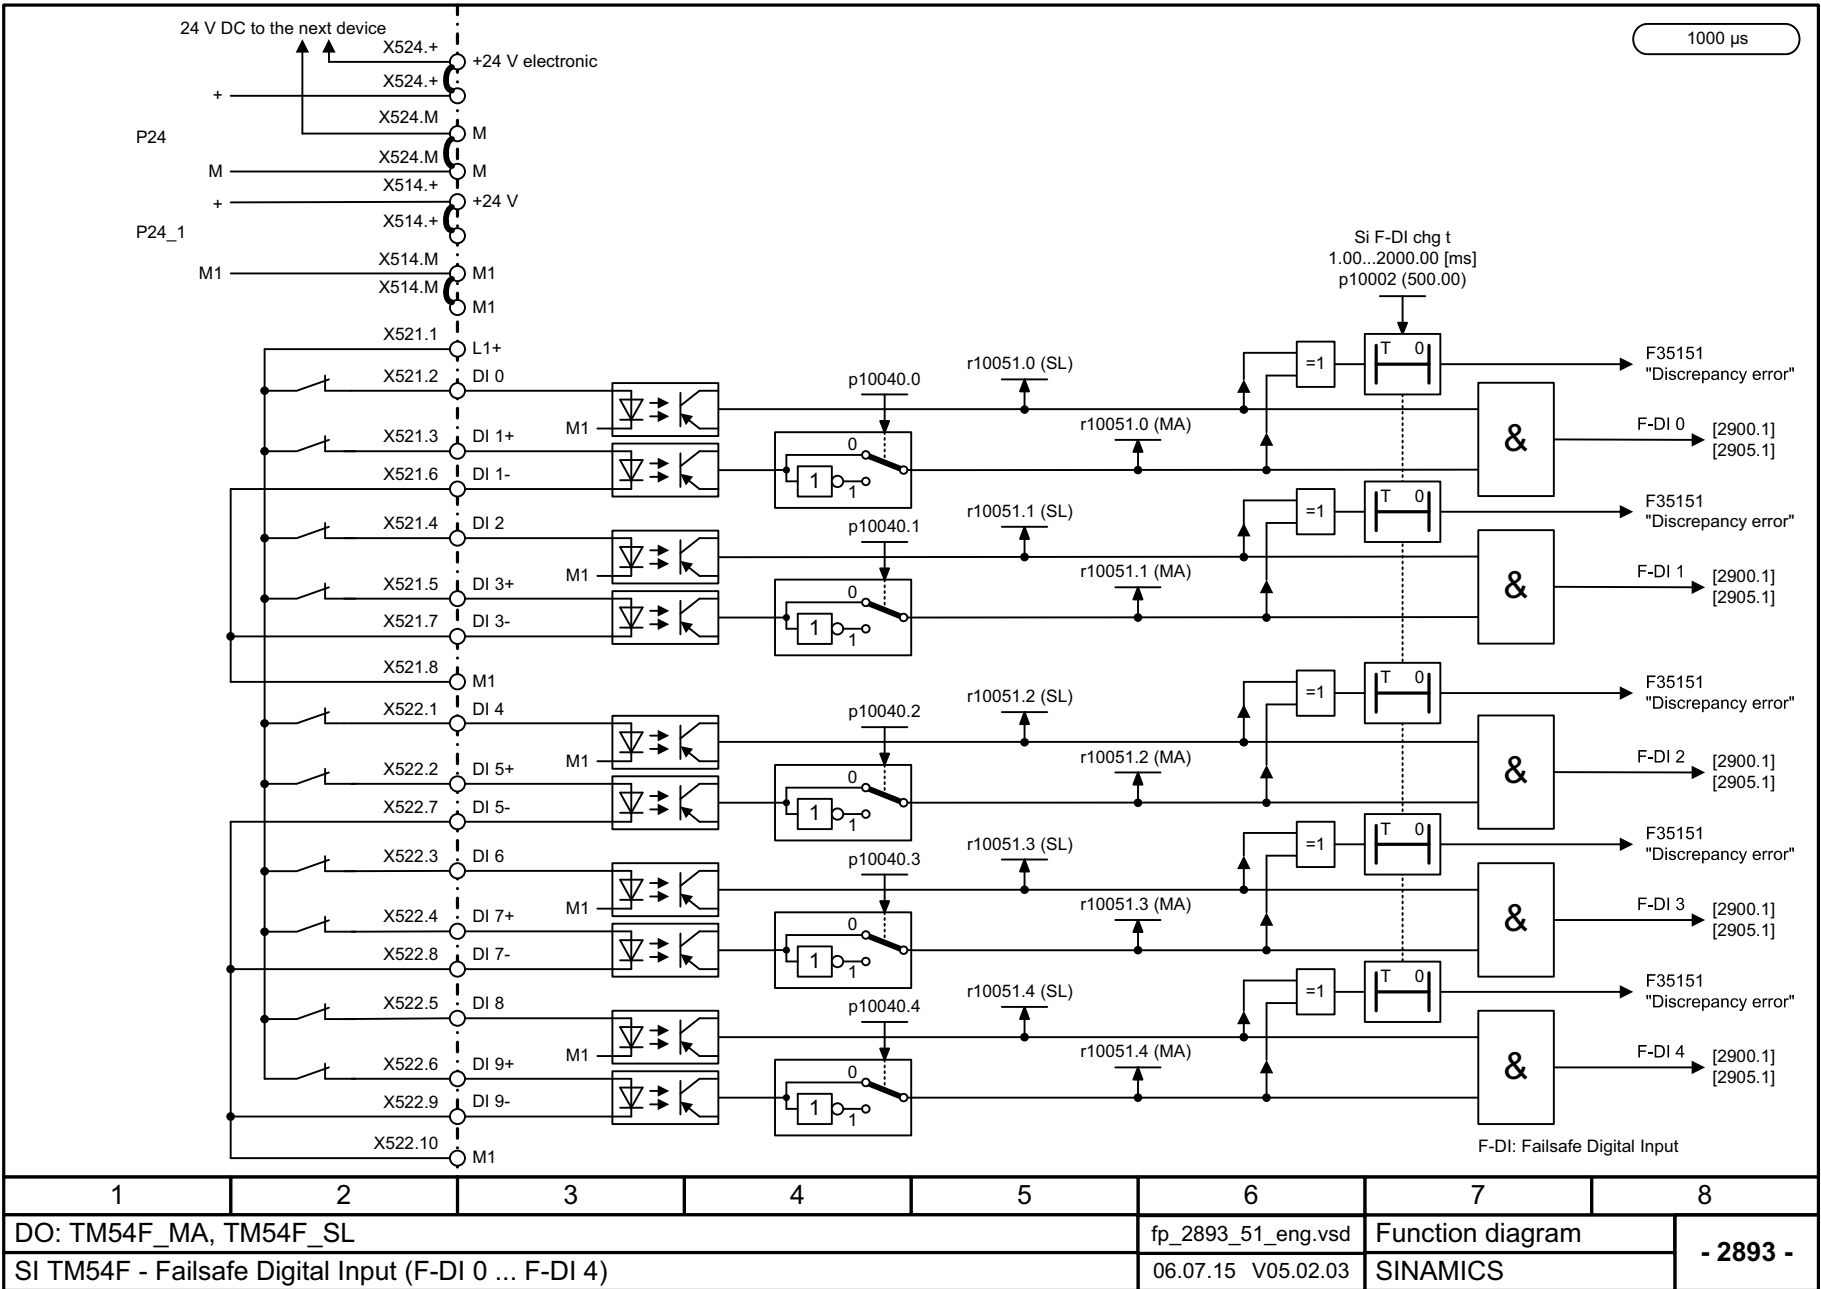 24 V DC to the next device
1000 µs
X524.+
+24 V electronic
X524.+
+
X524.M
M
P24
X524.M
M
M
X514.+
+
+24 V
X514.+
P24_1
X514.M
M1
M1
X514.M
M1
Si F-DI chg t
1.00...2000.00 [ms]
p10002 (500.00)
X521.1
L1+
X521.2
DI 0
M1
X521.3
DI 1+
X521.6
DI 1-
p10040.0
0
1
1
r10051.0 (SL)
r10051.0 (MA)
=1
T 0
F35151
"Discrepancy error"
&
F-DI 0
[2900.1]
[2905.1]
X521.4
DI 2
M1
X521.5
DI 3+
X521.7
DI 3-
X521.8
M1
p10040.1
0
1
1
r10051.1 (SL)
r10051.1 (MA)
=1
T 0
F35151
"Discrepancy error"
&
F-DI 1
[2900.1]
[2905.1]
X522.1
DI 4
M1
X522.2
DI 5+
X522.7
DI 5-
p10040.2
0
1
1
r10051.2 (SL)
r10051.2 (MA)
=1
T 0
F35151
"Discrepancy error"
&
F-DI 2
[2900.1]
[2905.1]
X522.3
DI 6
M1
X522.4
DI 7+
X522.8
DI 7-
p10040.3
0
1
1
r10051.3 (SL)
r10051.3 (MA)
=1
T 0
F35151
"Discrepancy error"
&
F-DI 3
[2900.1]
[2905.1]
X522.5
DI 8
M1
X522.6
DI 9+
X522.9
DI 9-
X522.10
M1
p10040.4
0
1
1
r10051.4 (SL)
r10051.4 (MA)
=1
T 0
F35151
"Discrepancy error"
&
F-DI 4
[2900.1]
[2905.1]
F-DI: Failsafe Digital Input
1 2 3 4 5 6 7 8
DO: TM54F_MA, TM54F_SL
fp_2893_51_eng.vsd
Function diagram
- 2893 -
SI TM54F - Failsafe Digital Input (F-DI 0 ... F-DI 4)
06.07.15 V05.02.03
SINAMICS